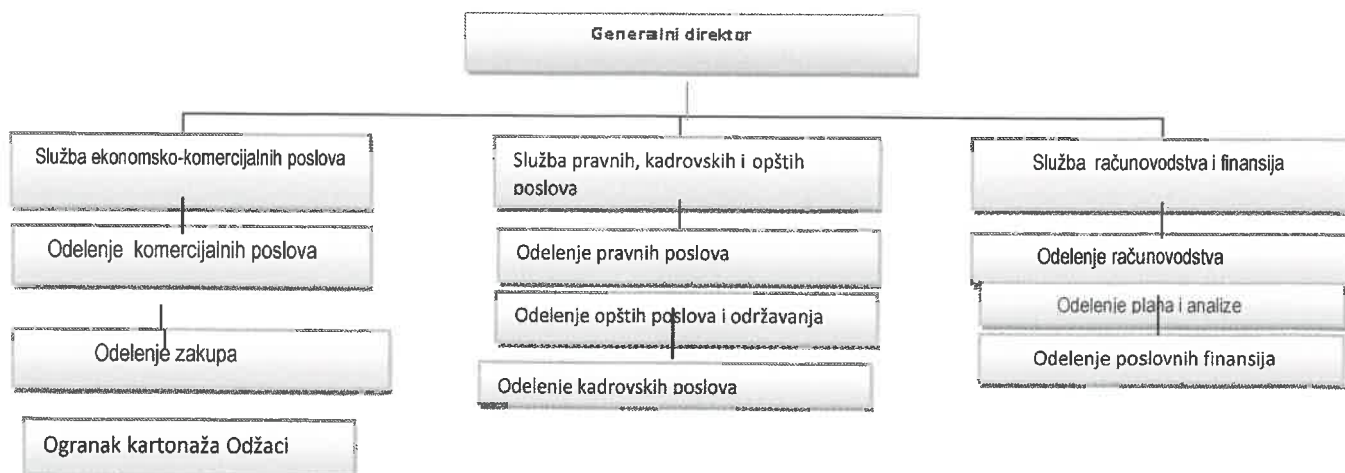 Generalni direktor
Služba ekonomsko-komercijalnih poslova
Odelenje komercijalnih poslova
Odelenje zakupa
Ogranak kartonaža Odžaci
Služba pravnih, kadrovskih i opštih
poslova
Odelenje pravnih poslova
Odelenje opštih poslova i održavanja
Odelenje kadrovskih poslova
Služba računovodstva i finansija
Odelenje računovodstva
Odelenje plana i analize
Odelenje poslovnih finansija